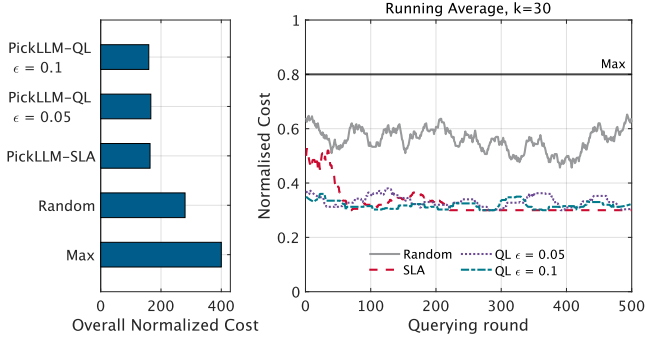 PickLLM-QL
ϵ = 0.1
PickLLM-QL
ϵ = 0.05
PickLLM-SLA
Random
Max
0
200
400
Overall Normalized Cost
Running Average, k=30
Normalised Cost
1
0.8
0.6
0.4
0.2
0
Max
Random
SLA
QL ϵ = 0.05
QL ϵ = 0.1
0
100
200
300
400
500
Querying round